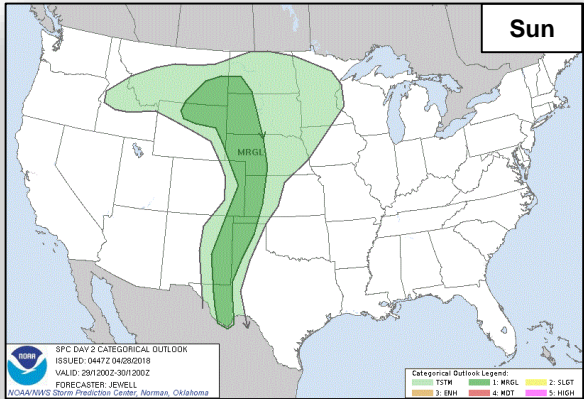 Sun
MRGL
SPC DAY 2 CATEGORICAL OUTLOOK
ISSUED: 0447Z 04/28/2018
VALID: 29/1200Z-30/1200Z
FORECASTER: JEWELL
NOAA/NWS Storm Prediction Center, Norman, Oklahoma
NOAA
Categorical Outlook Legend:
TSTM 1: MRGL 2: SLGT
3: ENH 4: MDT 5: HIGH